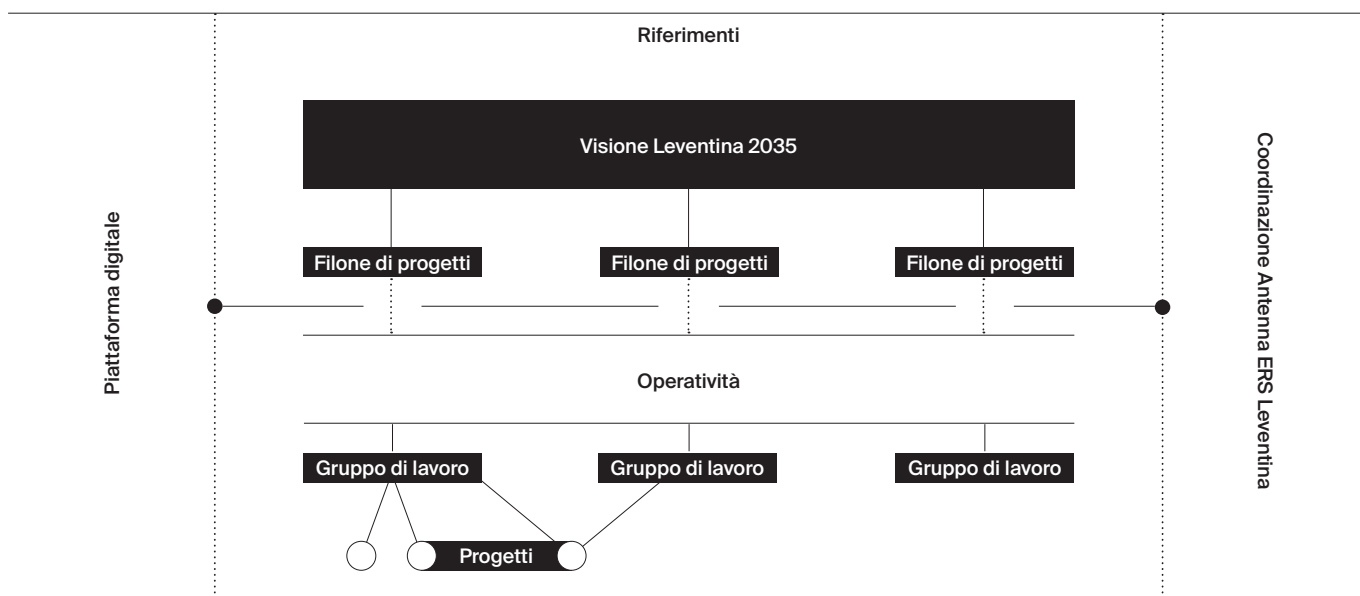 Riferimenti
Visione Leventina 2035
Piattaforma digitale
Coordinazione Antenna ERS Leventina
Filone di progetti
Filone di progetti
Filone di progetti
Operatività
Gruppo di lavoro
Gruppo di lavoro
Gruppo di lavoro
Progetti